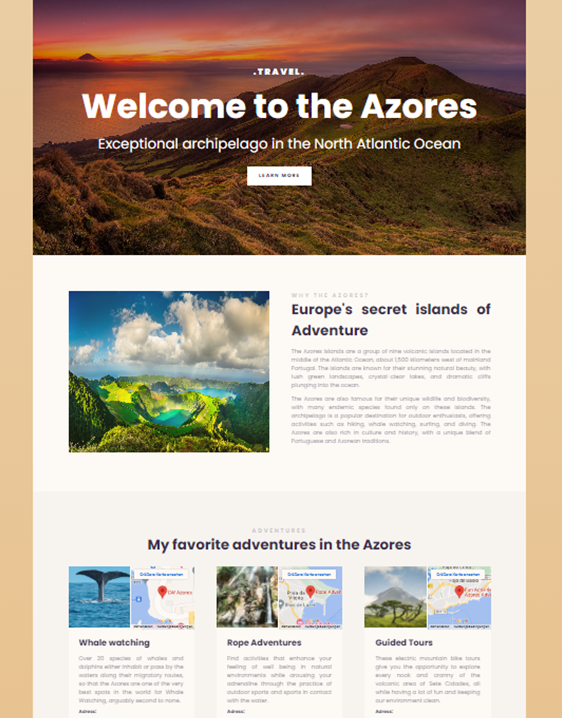 .TRAVEL.
Welcome to the Azores
Exceptional archipelago in the North Atlantic Ocean
LEARN MORE
WHY THE AZORES?
Europe's secret islands of
Adventure
The Azores Islands are a group of nine volcanic islands located in the
middle of the Atlantic Ocean, about 1,500 kilometers west of mainland
Portugal. The islands are known for their stunning natural beauty, with
lush green landscapes, crystal-clear lakes, and dramatic cliffs
plunging into the ocean.
The Azores are also famous for their unique wildlife and biodiversity,
with many endemic species found only on these islands. The
archipelago is a popular destination for outdoor enthusiasts, offering
activities such as hiking, whale watching, surfing, and diving. The
Azores are also rich in culture and history, with a unique blend of
Portuguese and Azorean traditions.
ADVENTURES
My favorite adventures in the Azores
Größere Karte ansehen
Größere Karte ansehen
Größere Karte ansehen
Whale watching
Rope Adventures
Guided Tours
Over 20 species of whales and
dolphins either inhabit or pass by the
waters along their migratory routes,
so that the Azores are one of the very
best spots in the world for Whale
Watching, arguably second to none.
Adress:
Find activities that enhance your
feeling of well being in natural
environments while arousing your
adrenaline through the practice of
outdoor sports and sports in contact
with the water.
Adress:
These electric mountain bike tours
give you the opportunity to explore
every nook and cranny of the
volcanic area of Sete Cidades, all
while having a lot of fun and keeping
our environment clean.
Adress: